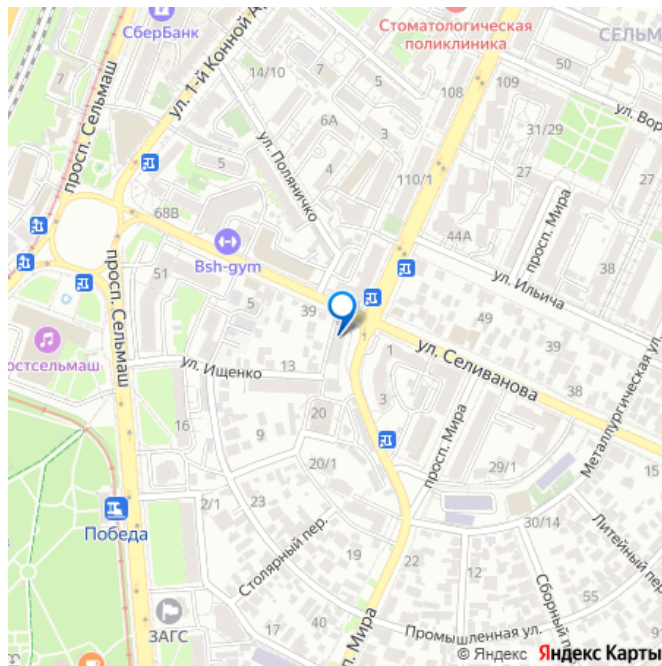 СберБанк
Стоматологическая
поликлиника
СЕЛЬМ
50
7
14/10
7
5
108
109
ул. 1-й Конной А
просп. Сельмаш
ул. Вор
6А
31/29
ул. Поляничко
4
3
5
27
27
110/1
просп. Мира
68В
44А
38
Bsh-gym
ул. Ильича
51
5
39
49
просп. Сельмаш
остсельмаш
39
ул. Селиванова
13
1
ул. Ищенко
38
Металлургическая ул.
3
20
16
9
просп. Мира
15
20/1
29/1
2/1
23
Победа
30/14
Столярный пер.
Литейный пер.
19
22
12
ЗАГС
Сборный п
55
17
27
40
Промышленная ул.
п. Мира
© Яндекс Яндекс Карты